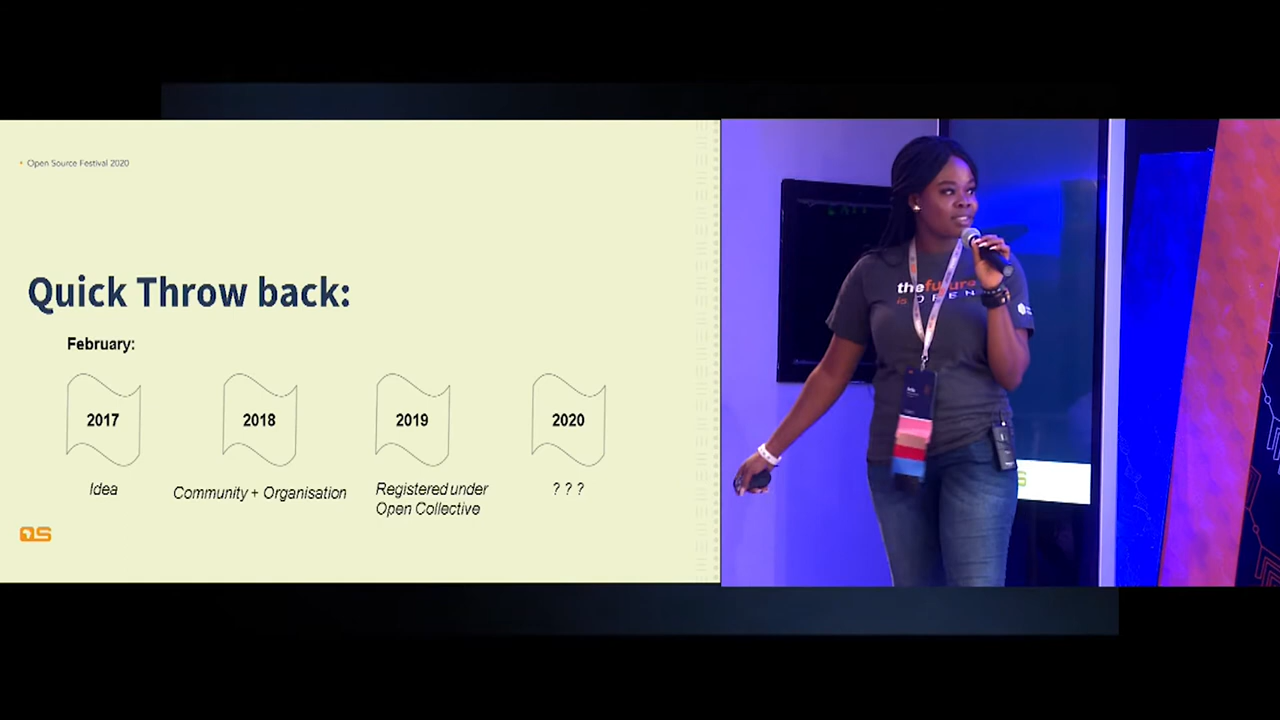 Open Source Festival 2020
Quick Throw back:
February:
2017
2018
2019
2020
Idea
Community + Organisation
Registered under
Open Collective
? ? ?
OS
the future
is OPEN